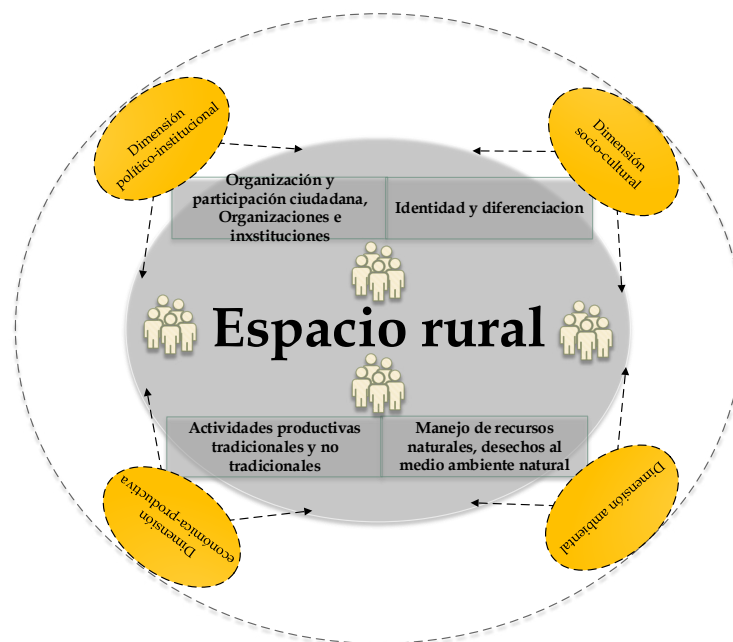 Dimensión
político-institucional
Dimensión
socio-cultural
Organización y
participación ciudadana,
Organizaciones e
inxstituciones
Identidad y diferenciacion
Espacio rural
Actividades productivas
tradicionales y no
tradicionales
Manejo de recursos
naturales, desechos al
medio ambiente natural
Dimensión
económica-productiva
Dimensión ambiental